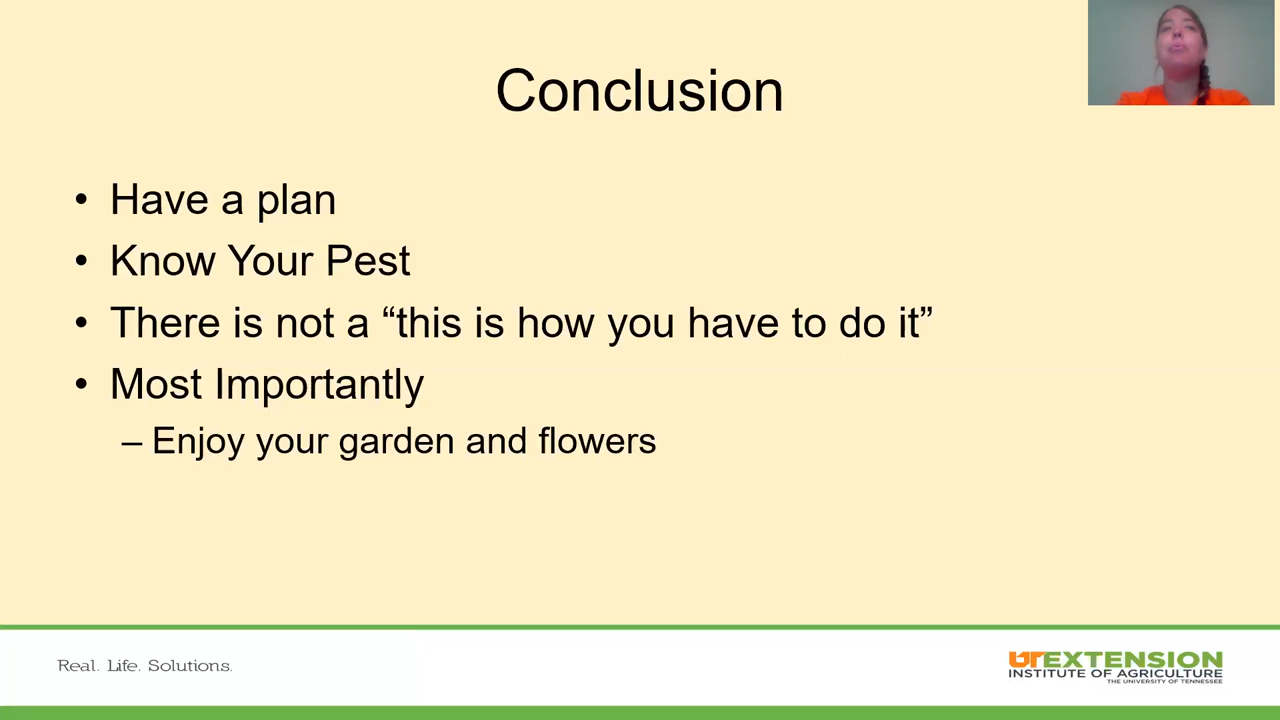 Conclusion
• Have a plan
• Know Your Pest
• There is not a “this is how you have to do it”
• Most Importantly
– Enjoy your garden and flowers
Real. Life. Solutions.
UTEXTENSION
INSTITUTE OF AGRICULTURE
THE UNIVERSITY OF TENNESSEE